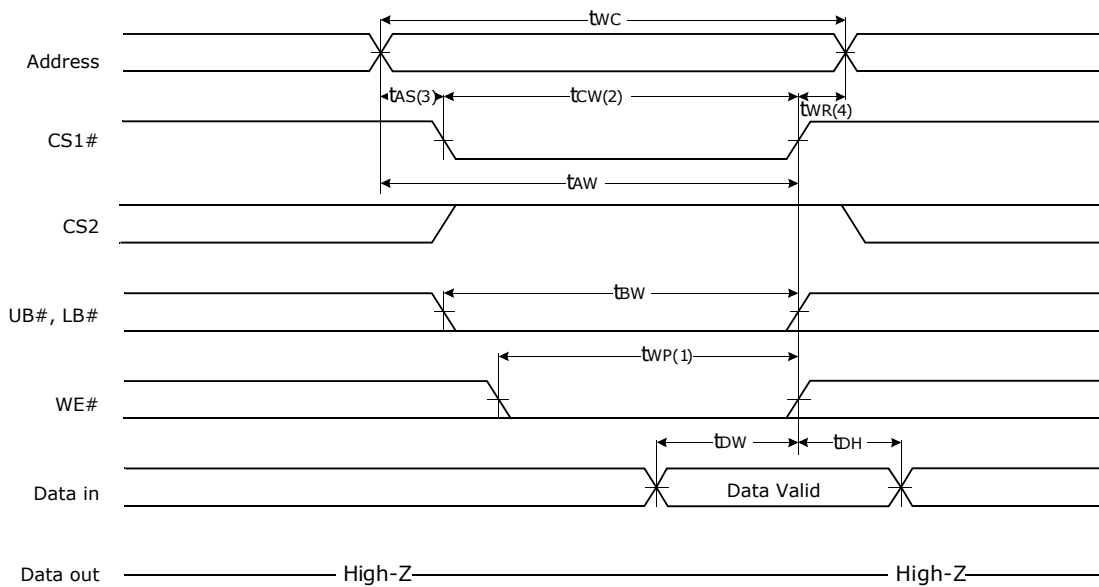 tWC
Address
tAS(3) tCW(2) tWR(4)
CS1#
tAW
CS2
tBW
UB#, LB#
tWP(1)
WE#
tDW tDH
Data in Data Valid
Data out High-Z High-Z